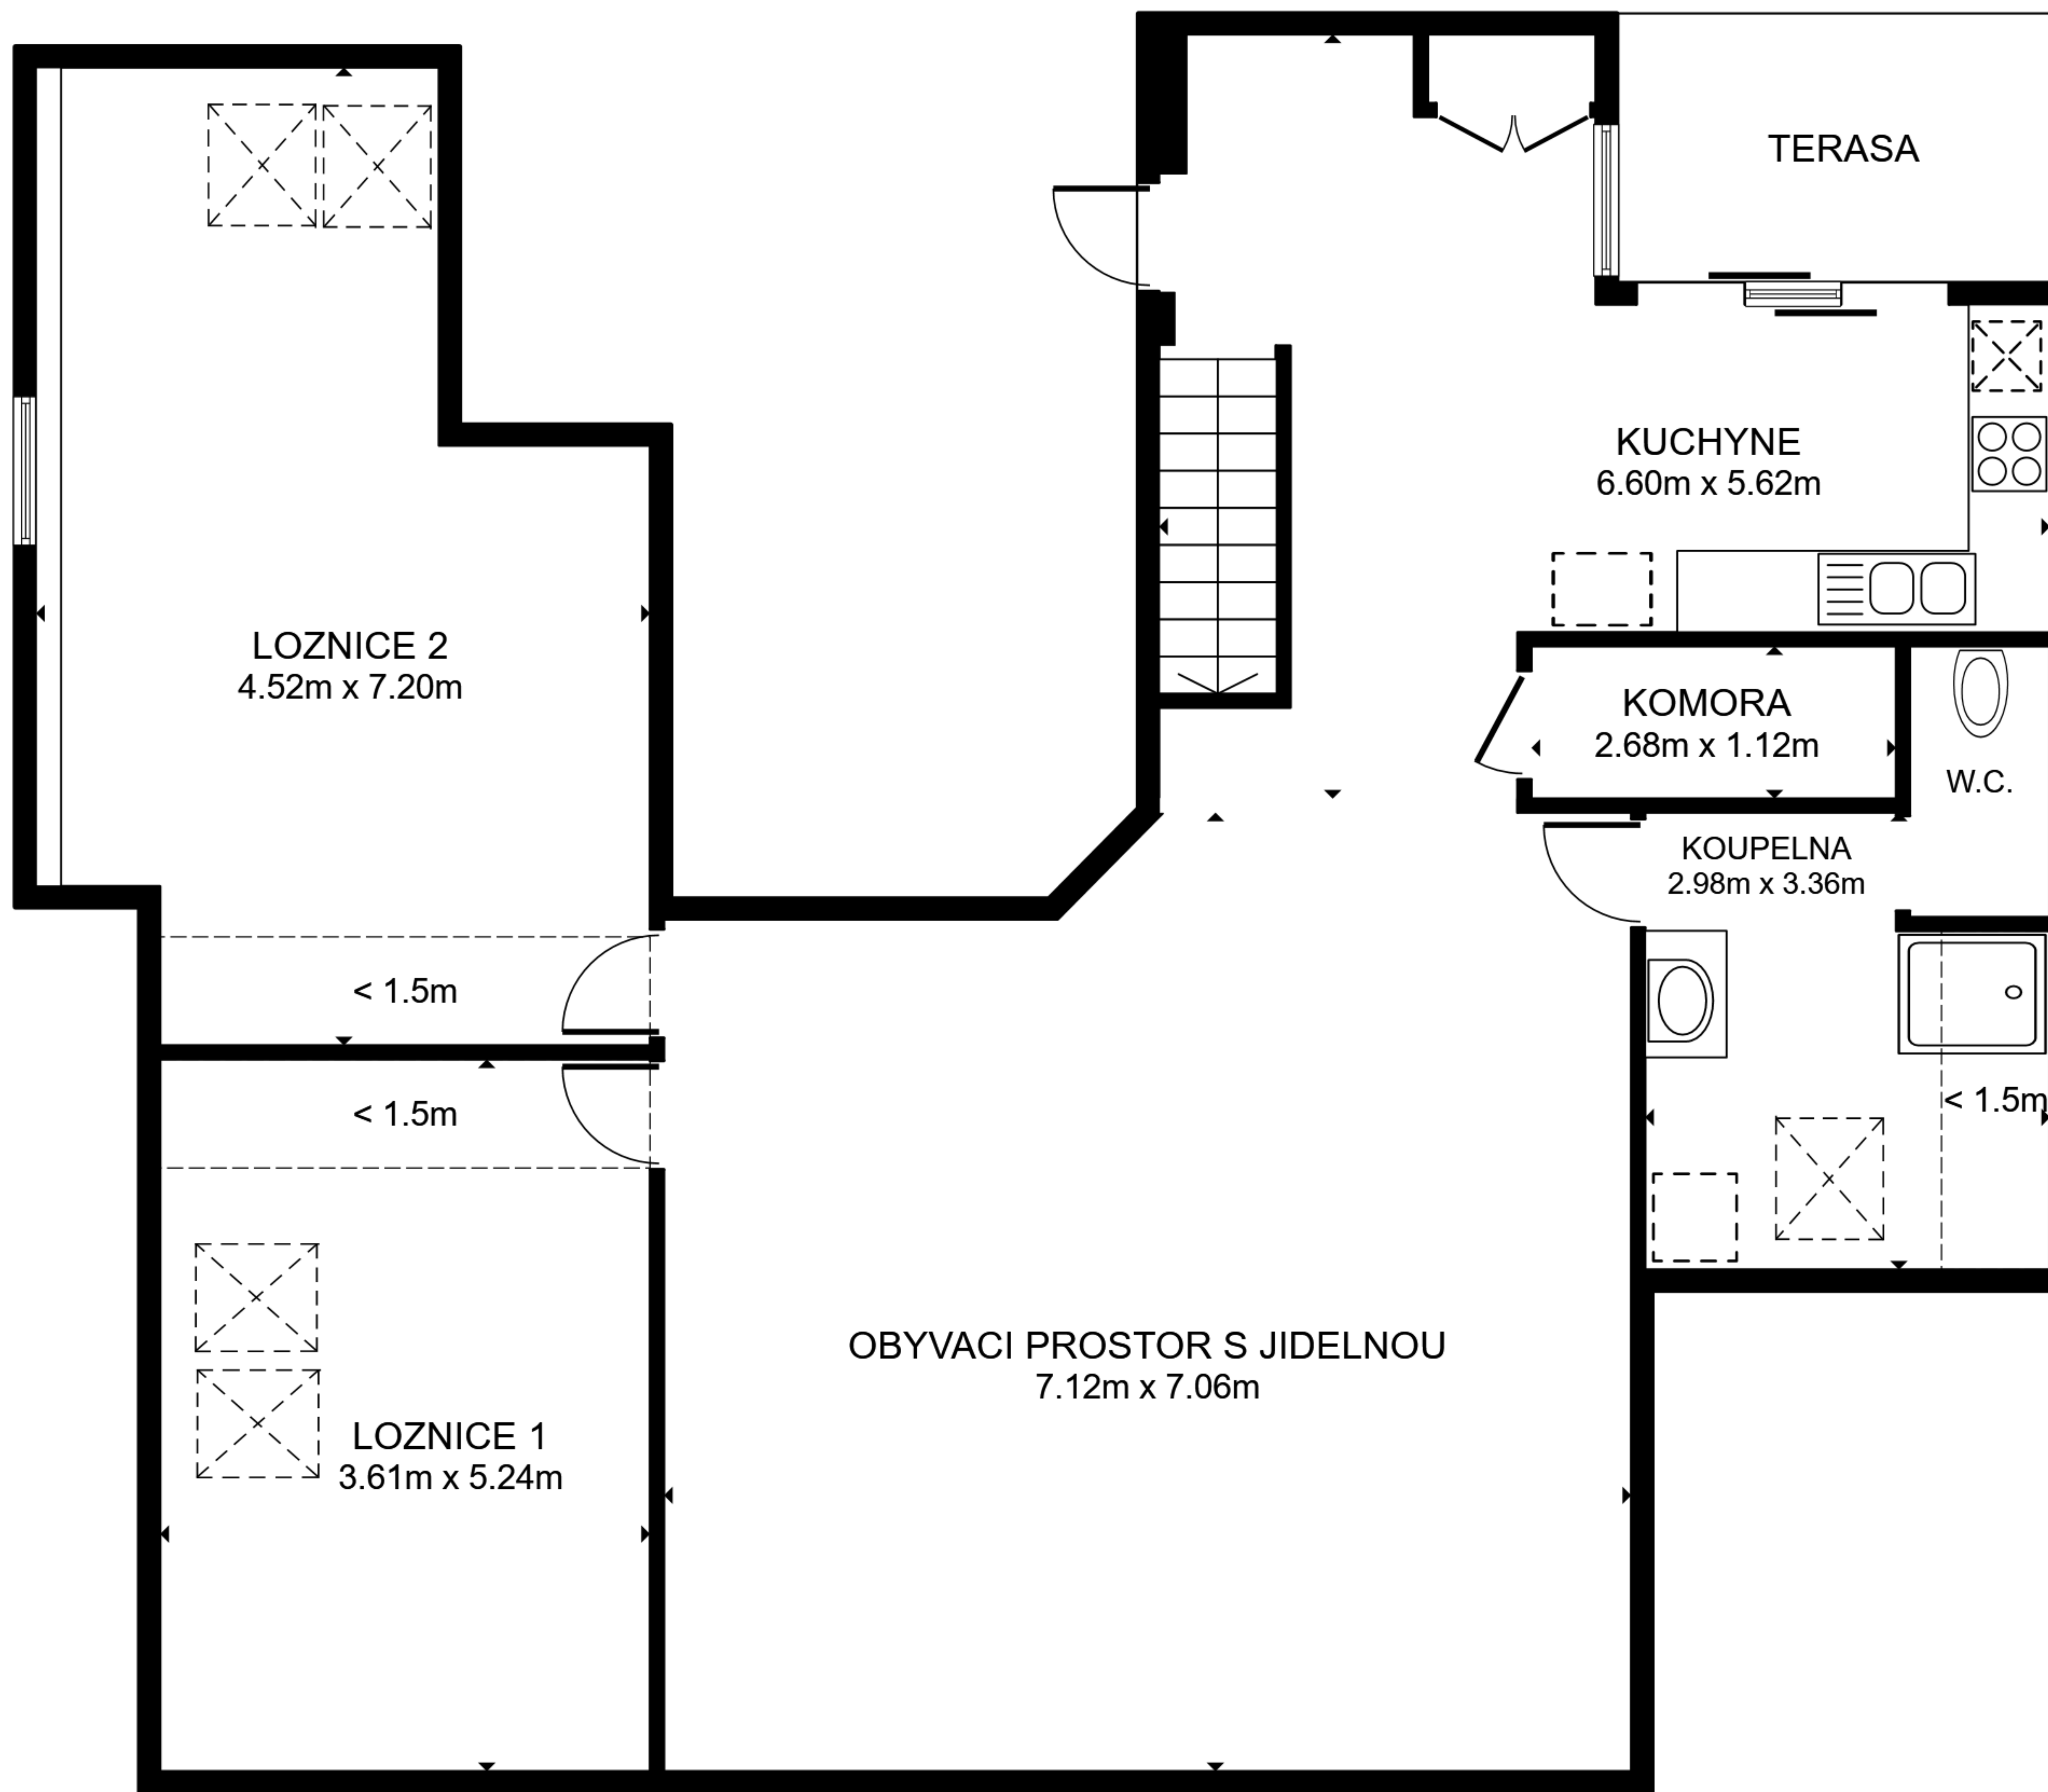 TERASA
KUCHYNE
6.60m x 5.62m
LOZNICE 2
4.52m x 7.20m
KOMORA
2.68m x 1.12m
W.C.
KOUPELNA
2.98m x 3.36m
< 1.5m
< 1.5m
< 1.5m
OBYVACI PROSTOR S JIDELNOU
7.12m x 7.06m
LOZNICE 1
3.61m x 5.24m